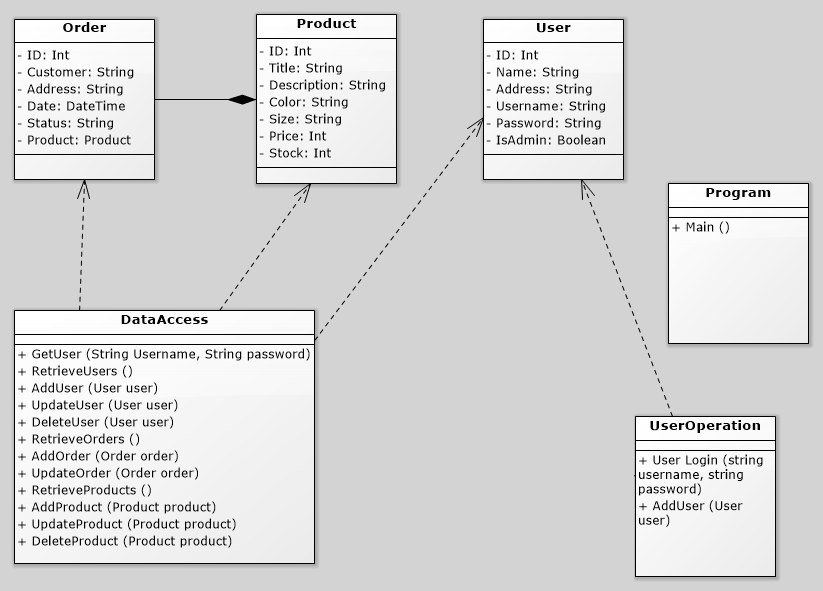 Order
- ID: Int
- Customer: String
- Address: String
- Date: DateTime
- Status: String
- Product: Product
Product
- ID: Int
- Title: String
- Description: String
- Color: String
- Size: String
- Price: Int
- Stock: Int
User
- ID: Int
- Name: String
- Address: String
- Username: String
- Password: String
- IsAdmin: Boolean
Program
+ Main ()
DataAccess
+ GetUser (String Username, String password)
+ RetrieveUsers ()
+ AddUser (User user)
+ UpdateUser (User user)
+ DeleteUser (User user)
+ RetrieveOrders ()
+ AddOrder (Order order)
+ UpdateOrder (Order order)
+ RetrieveProducts ()
+ AddProduct (Product product)
+ UpdateProduct (Product product)
+ DeleteProduct (Product product)
UserOperation
+ User Login (string
username, string
password)
+ AddUser (User
user)